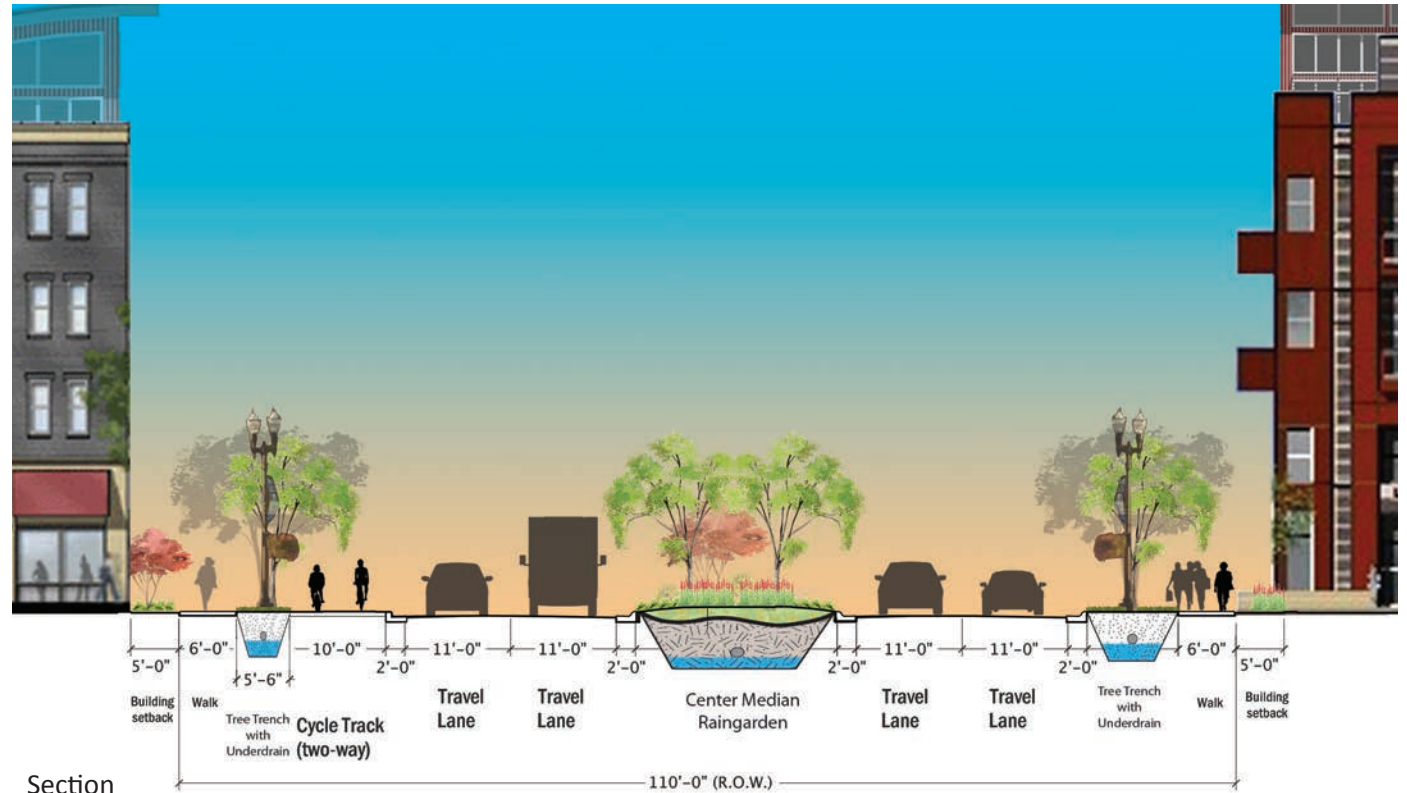 5'-0"
6'-0"
5'-6"
10'-0"
2'-0"
11'-0"
11'-0"
2'-0"
2'-0"
11'-0"
11'-0"
2'-0"
6'-0"
5'-0"
Building
setback
Walk
Tree Trench
with
Underdrain
Cycle Track
(two-way)
Travel
Lane
Travel
Lane
Center Median
Raingarden
Travel
Lane
Travel
Lane
Tree Trench
with
Underdrain
Walk
Building
setback
110'-0" (R.O.W.)
Section